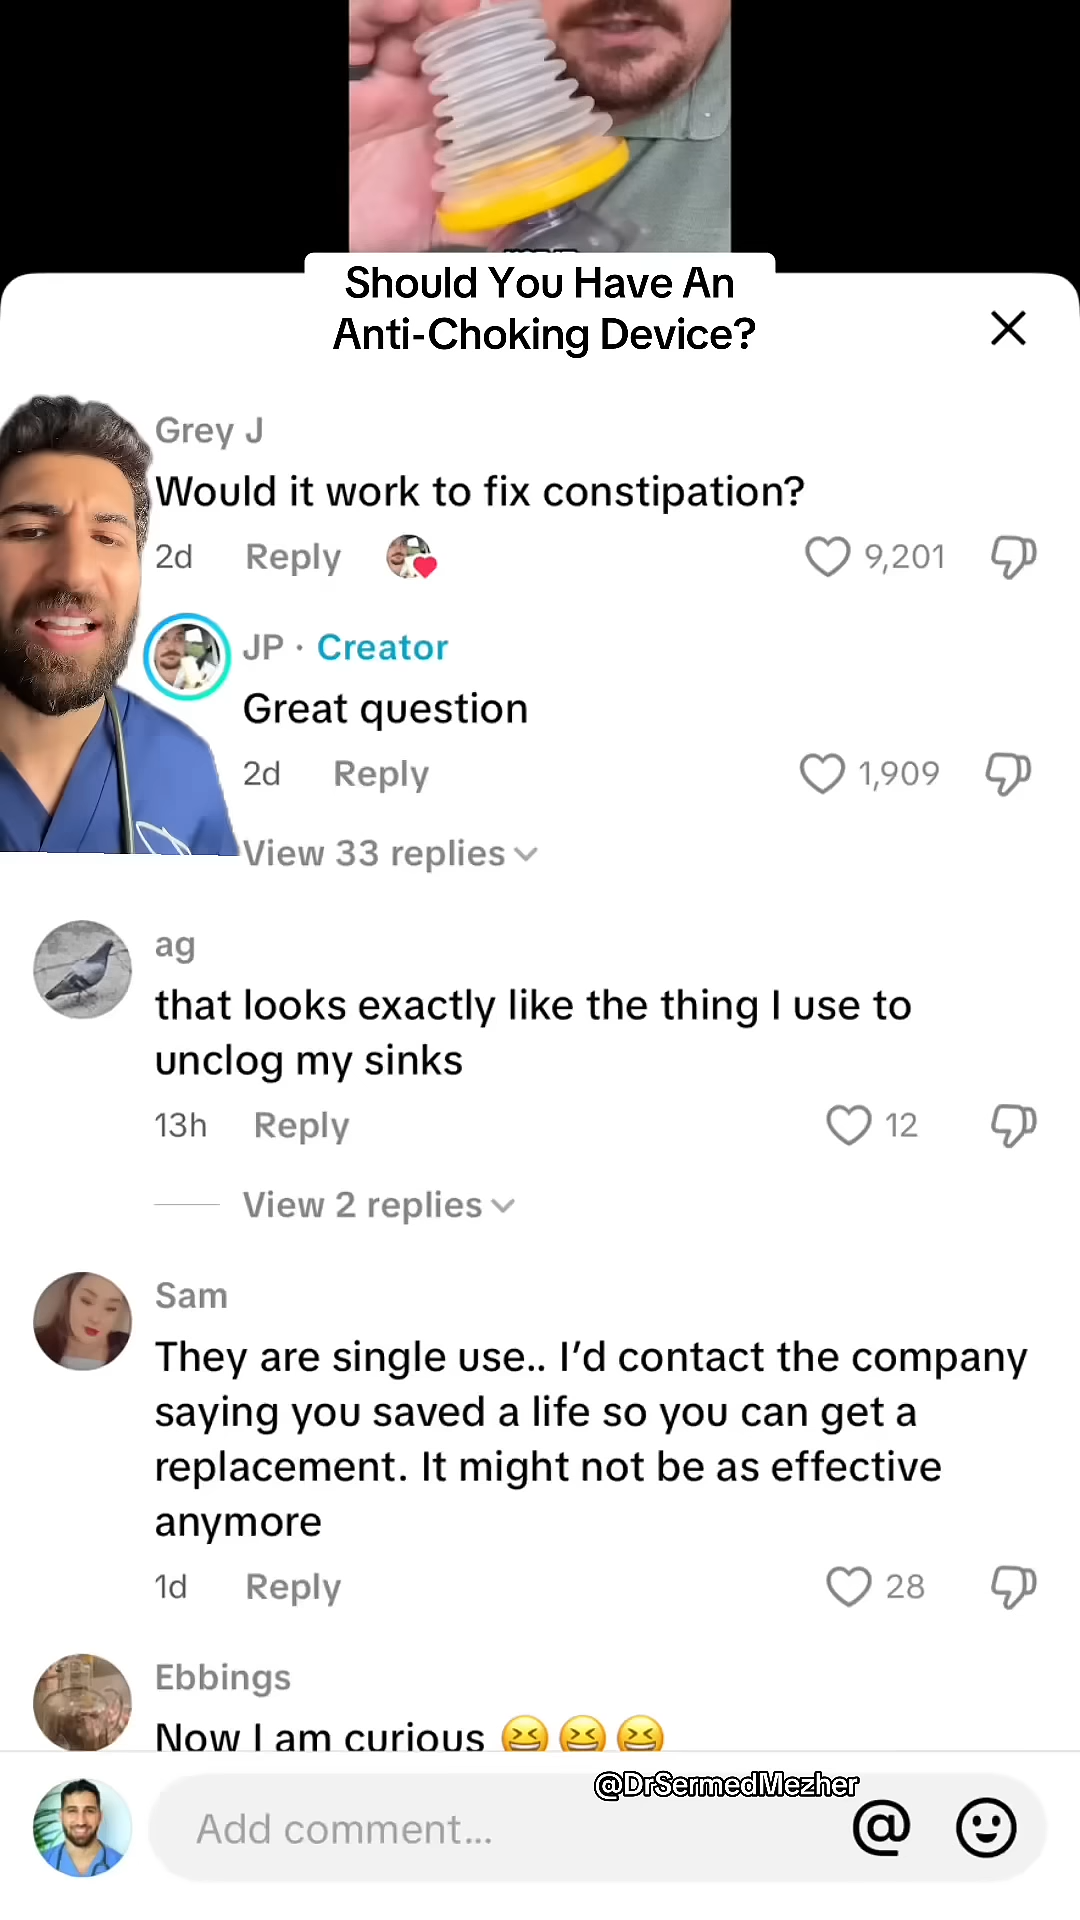 Should You Have An
Anti-Choking Device?
Grey J
Would it work to fix constipation?
2d Reply 9,201
JP · Creator
Great question
2d Reply 1,909
View 33 replies
ag
that looks exactly like the thing I use to
unclog my sinks
13h Reply 12
View 2 replies
Sam
They are single use.. I'd contact the company
saying you saved a life so you can get a
replacement. It might not be as effective
anymore
1d Reply 28
Ebbings
Now I am curious 😆😆😆
@DrSermedMezher
Add comment...